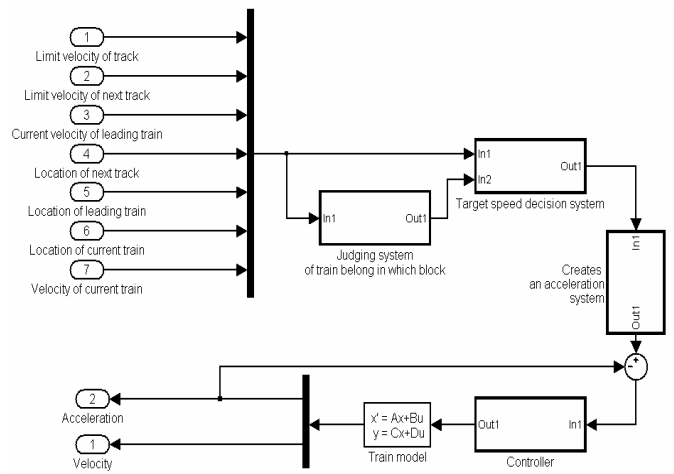 1
Limit velocity of track
2
Limit velocity of next track
3
Current velocity of leading train
4
Location of next track
5
Location of leading train
6
Location of current train
7
Velocity of current train
In1
Out1
Judging system
of train belong in which block
In1
In2
Out1
Target speed decision system
In1
Out1
Creates
an acceleration
system
+
-
In1
Out1
Controller
x' = Ax+Bu
y = Cx+Du
Train model
2
Acceleration
1
Velocity